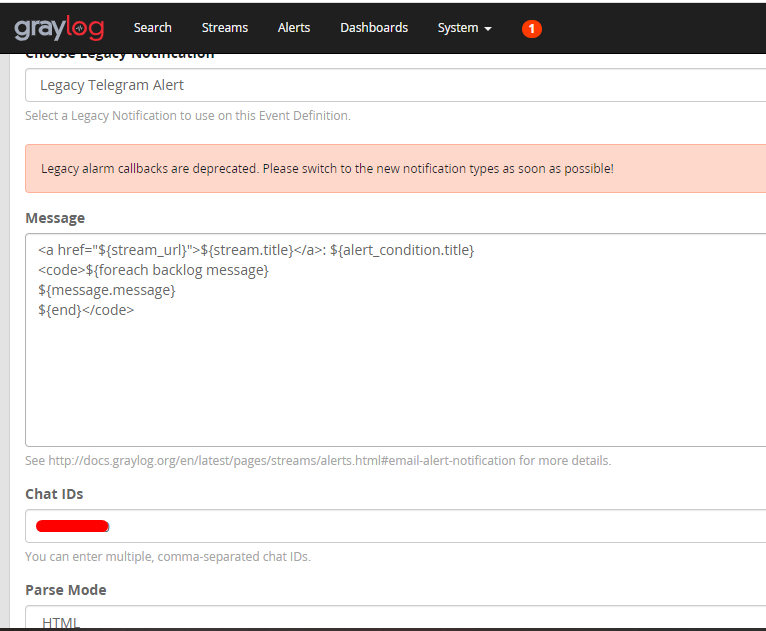 graylog Search Streams Alerts Dashboards System 1
Choose Legacy Notification
Legacy Telegram Alert
Select a Legacy Notification to use on this Event Definition.
Legacy alarm callbacks are deprecated. Please switch to the new notification types as soon as possible!
Message
<a href="${stream_url}">${stream.title}</a>: ${alert_condition.title}
<code>${foreach backlog message}
${message.message}
${end}</code>
See http://docs.graylog.org/en/latest/pages/streams/alerts.html#email-alert-notification for more details.
Chat IDs
You can enter multiple, comma-separated chat IDs.
Parse Mode
HTML